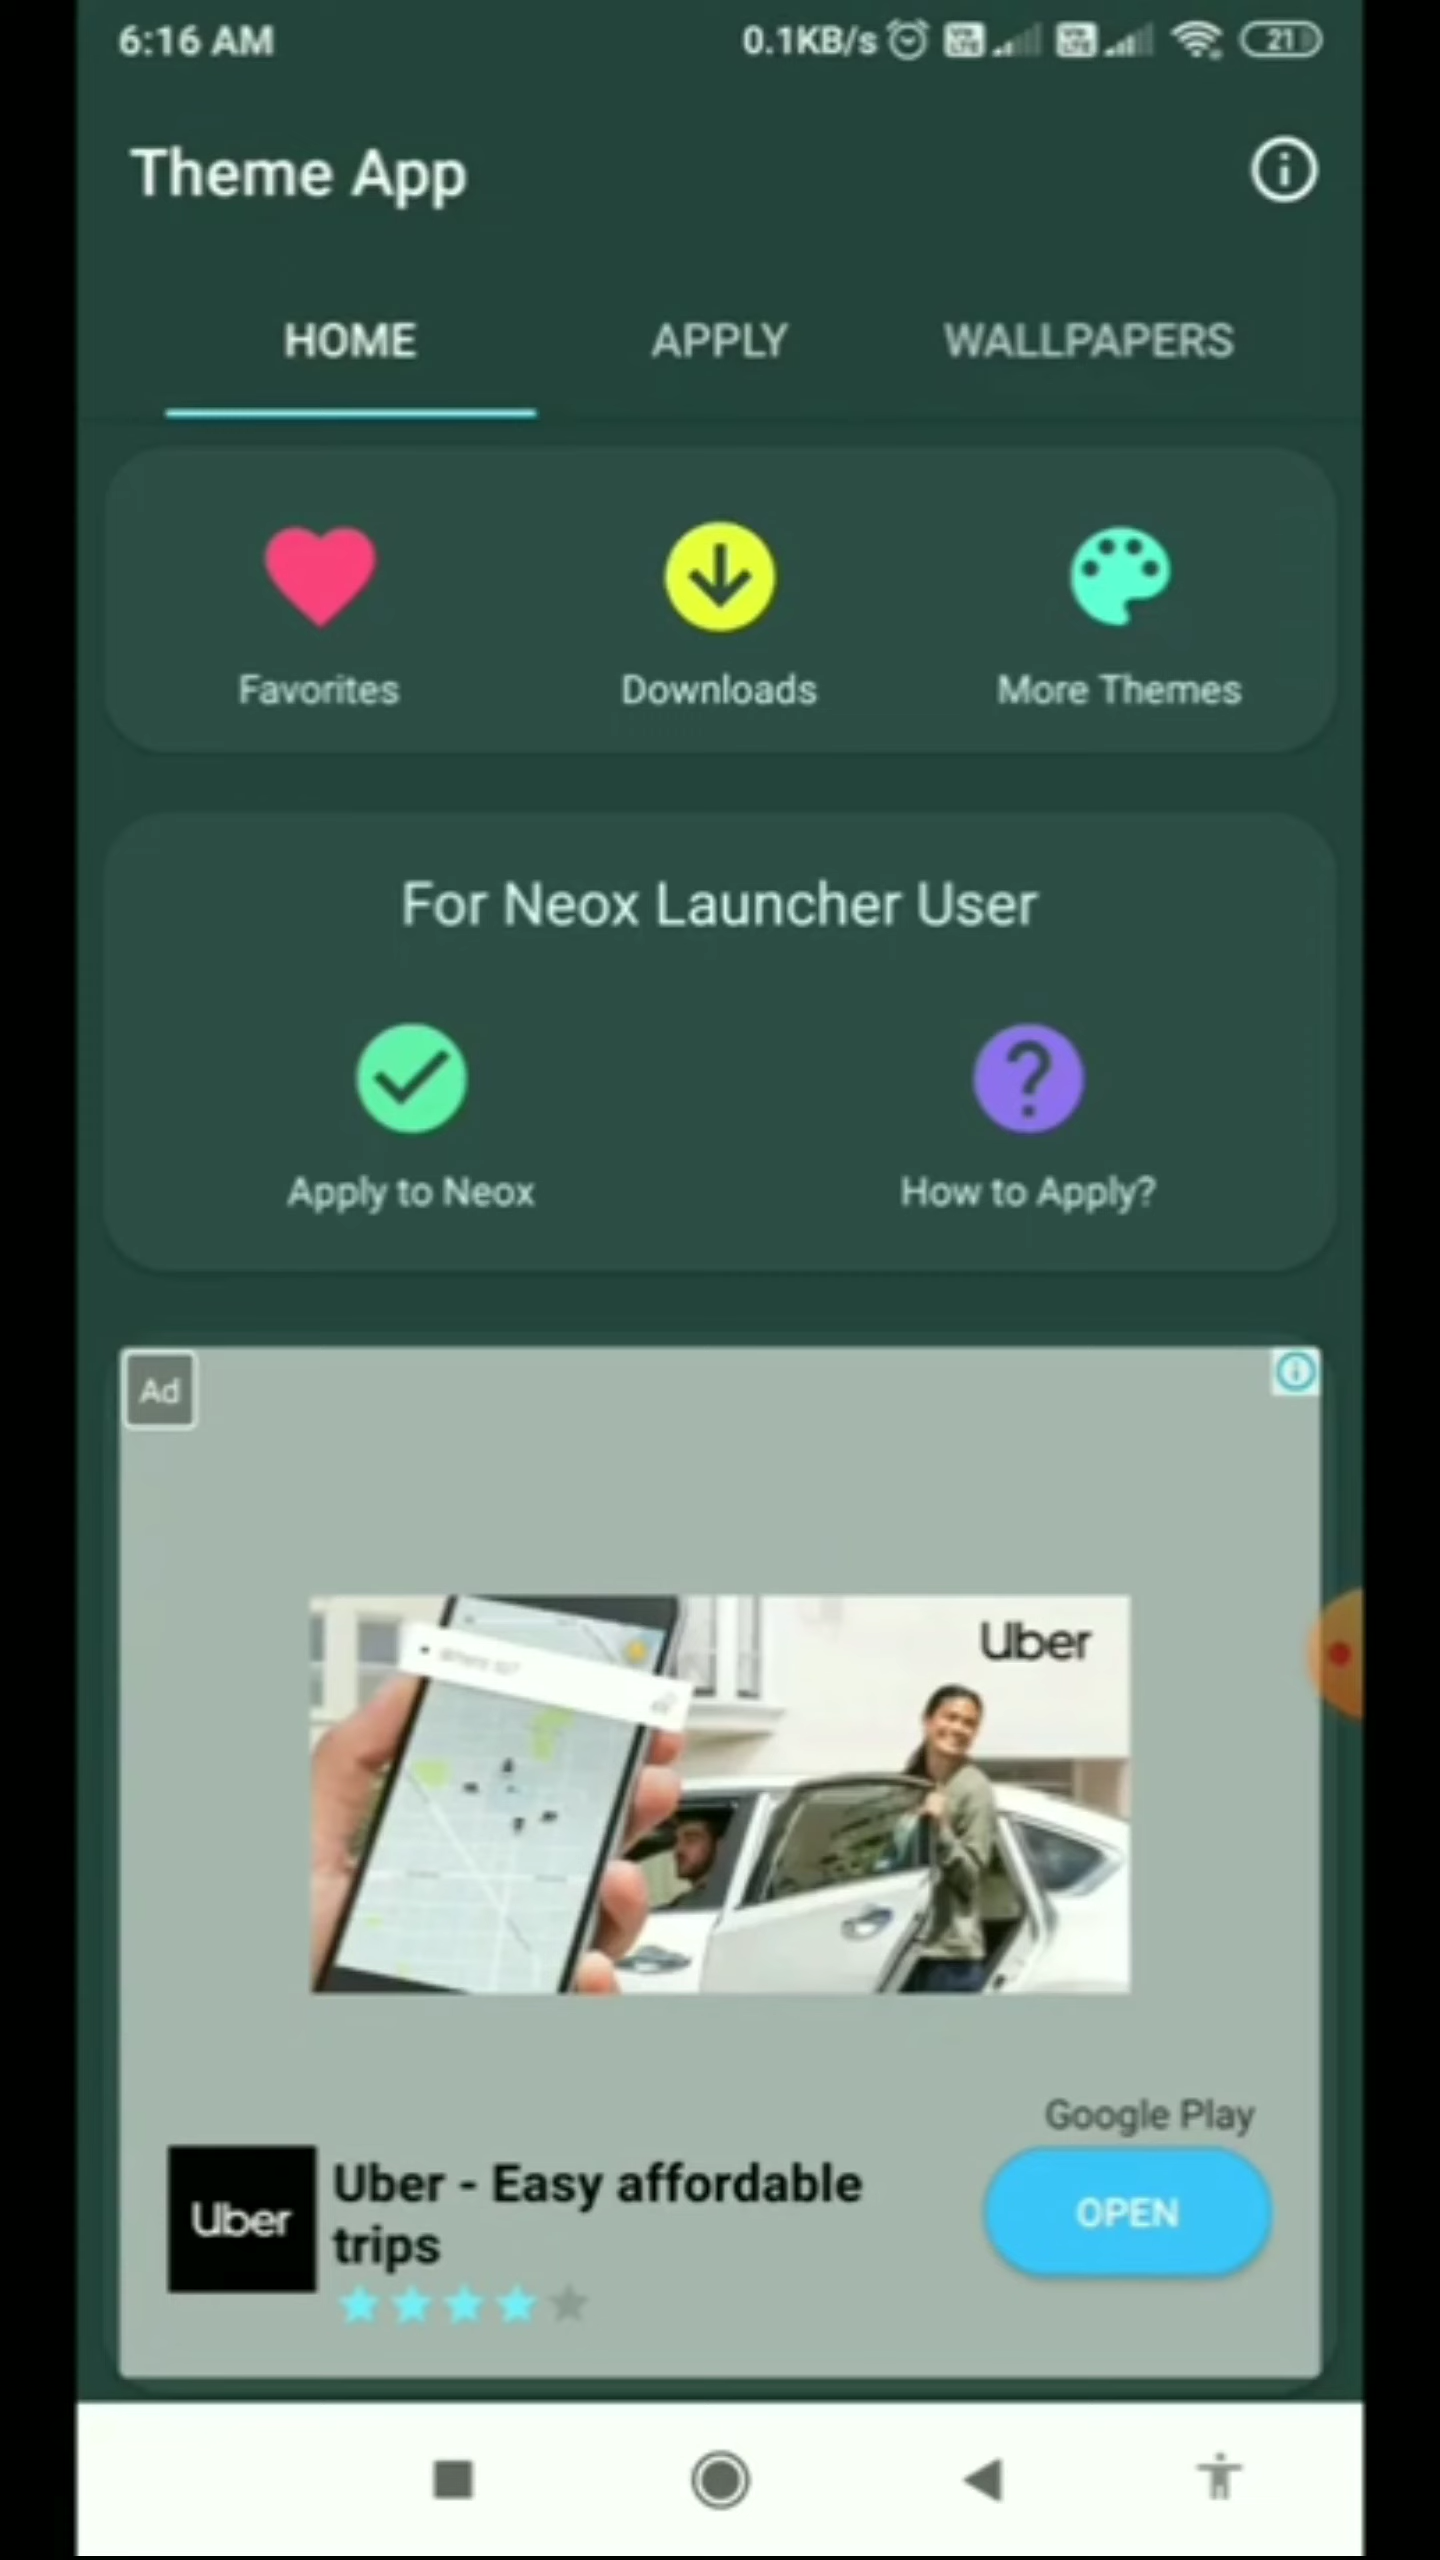 6:16 AM 0.1KB/s 21
Theme App
HOME APPLY WALLPAPERS
Favorites Downloads More Themes
For Neox Launcher User
Apply to Neox How to Apply?
Ad
Uber
Google Play
Uber Uber - Easy affordable
trips
OPEN